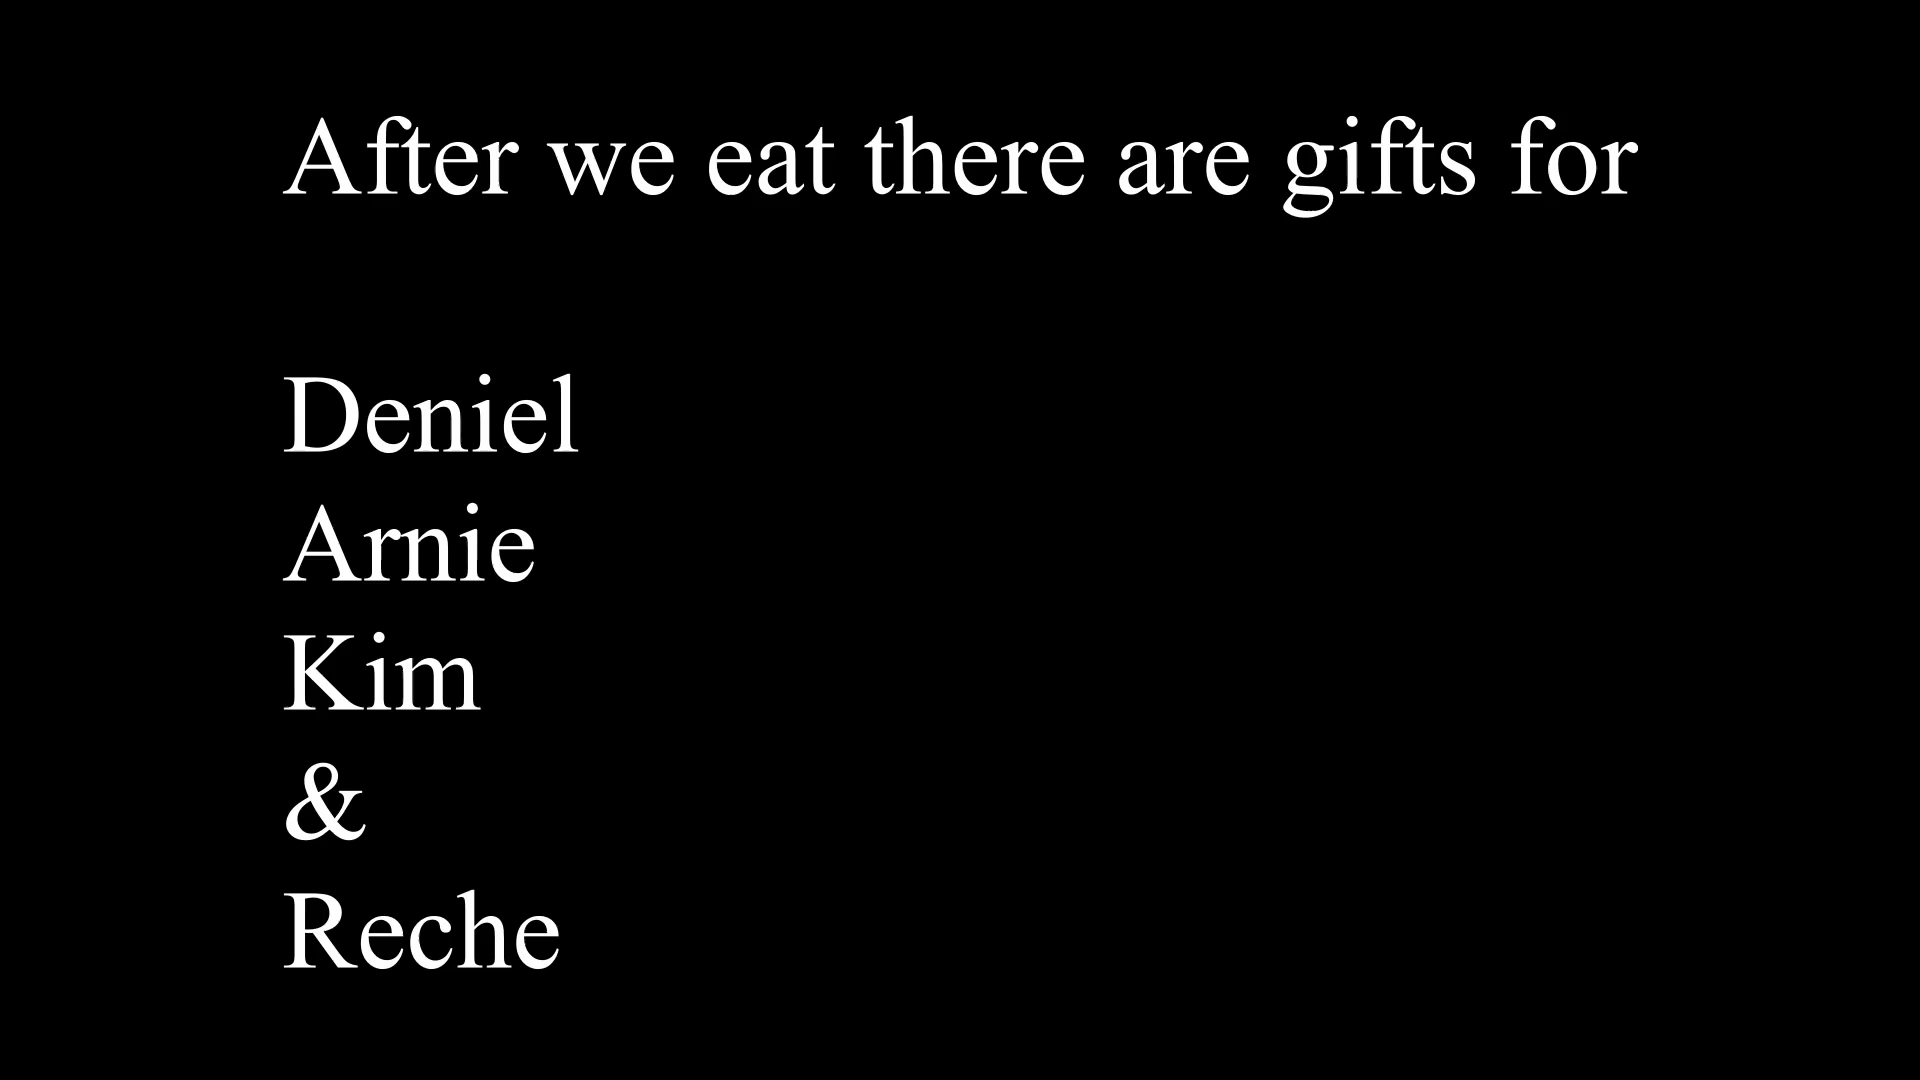 After we eat there are gifts for
Deniel
Arnie
Kim
&
Reche